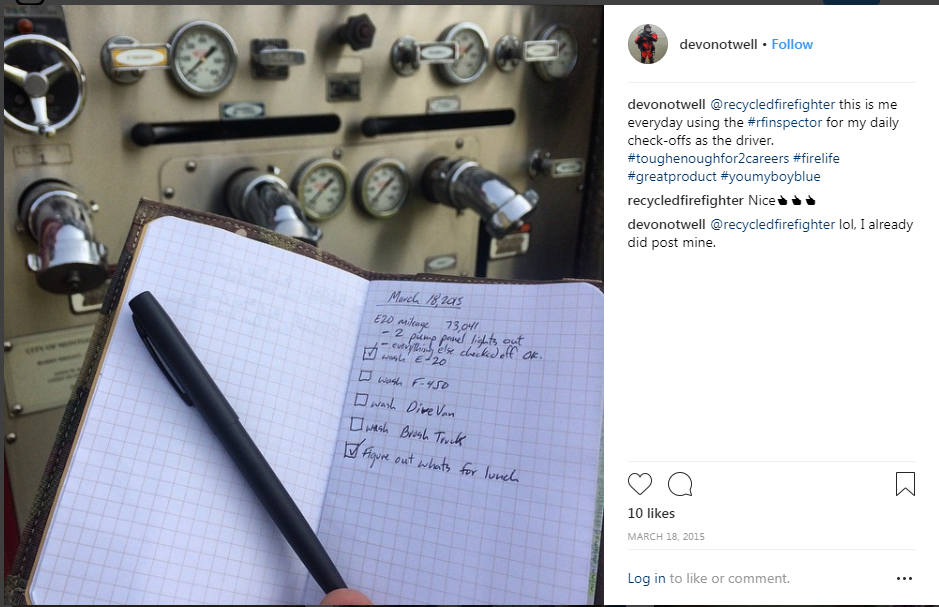 March 18, 2015
E20 mileage 73,041
- 2 pump panel lights out
- everything else checked off OK.
wash E-20
wash F-450
wash Dive Van
wash Brush Truck
Figure out whats for lunch
devonotwell • Follow
devonotwell @recycledfirefighter this is me
everyday using the #rfinspector for my daily
check-offs as the driver.
#toughenoughfor2careers #firelife
#greatproduct #youmyboyblue
recycledfirefighter Nice
devonotwell @recycledfirefighter lol, I already
did post mine.
10 likes
MARCH 18, 2015
Log in to like or comment.